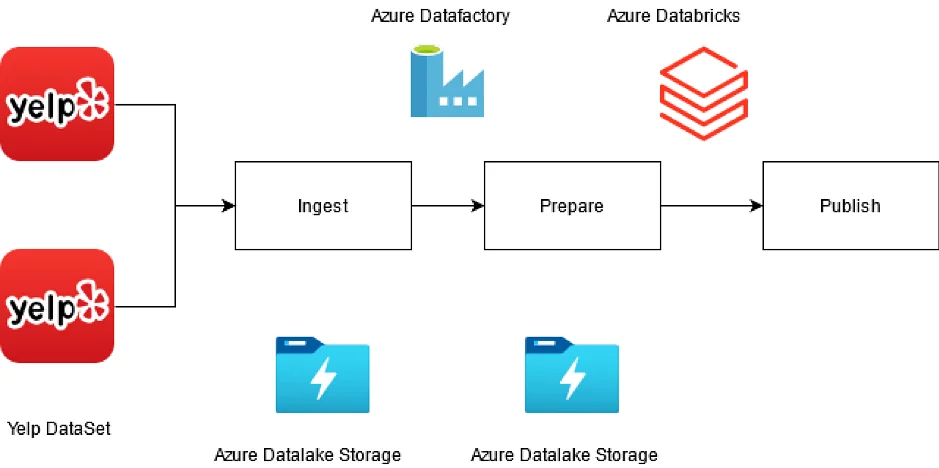 Azure Datafactory
Azure Databricks
yelp
Ingest
Prepare
Publish
yelp
Yelp DataSet
Azure Datalake Storage
Azure Datalake Storage